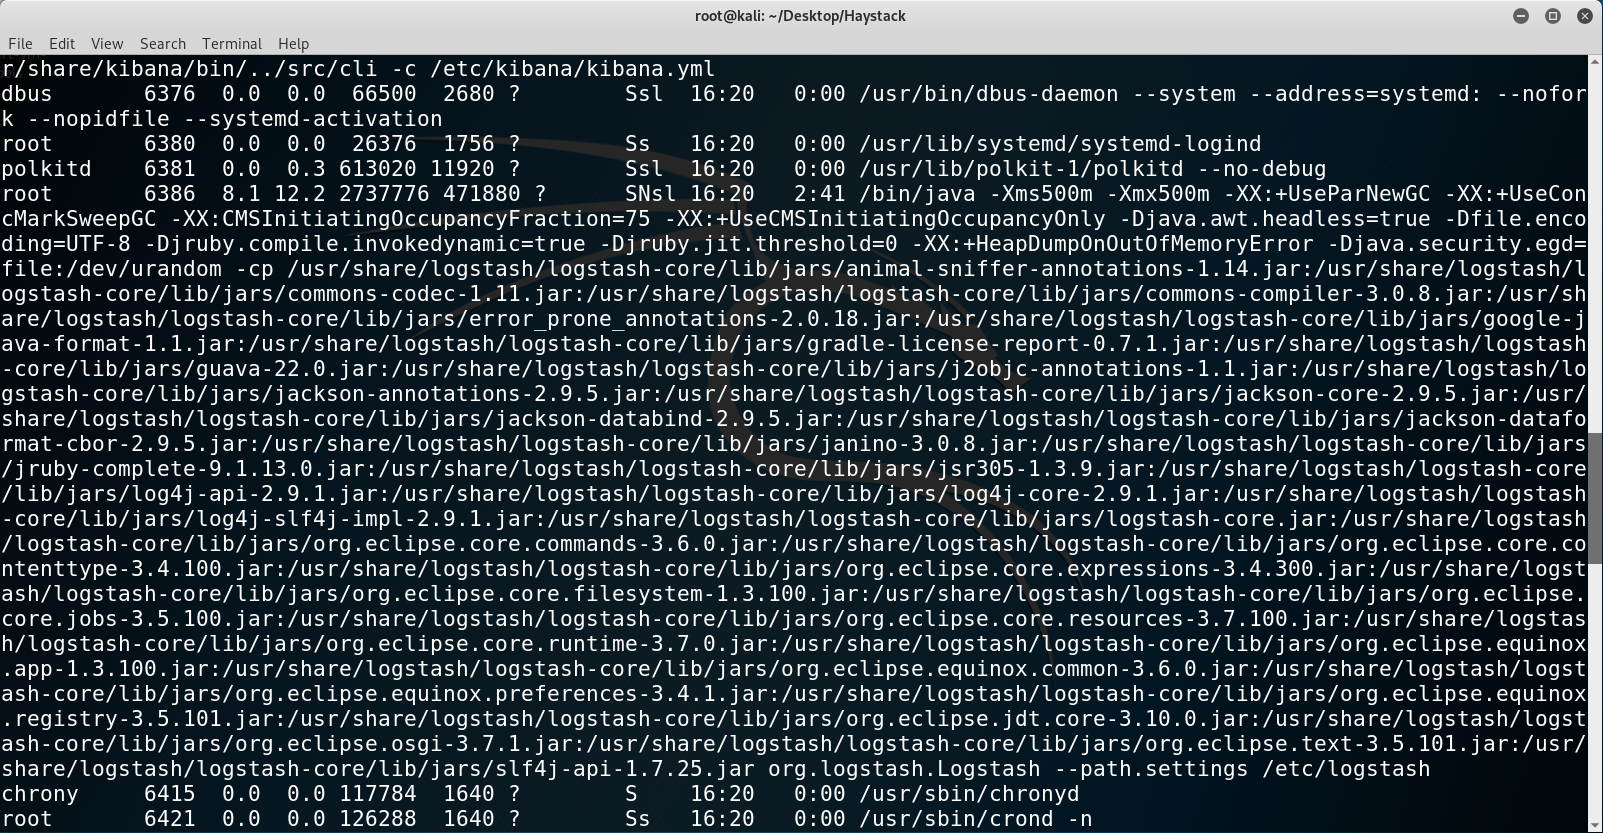 root@kali: ~/Desktop/Haystack
File Edit View Search Terminal Help
r/share/kibana/bin/../src/cli -c /etc/kibana/kibana.yml
dbus       6376  0.0  0.0  66500  2680 ?        Ssl  16:20   0:00 /usr/bin/dbus-daemon --system --address=systemd: --nofor
k --nopidfile --systemd-activation
root       6380  0.0  0.0  26376  1756 ?        Ss   16:20   0:00 /usr/lib/systemd/systemd-logind
polkitd    6381  0.0  0.3 613020 11920 ?        Ssl  16:20   0:00 /usr/lib/polkit-1/polkitd --no-debug
root       6386  8.1 12.2 2737776 471880 ?      SNsl 16:20   2:41 /bin/java -Xms500m -Xmx500m -XX:+UseParNewGC -XX:+UseCon
cMarkSweepGC -XX:CMSInitiatingOccupancyFraction=75 -XX:+UseCMSInitiatingOccupancyOnly -Djava.awt.headless=true -Dfile.enco
ding=UTF-8 -Djruby.compile.invokedynamic=true -Djruby.jit.threshold=0 -XX:+HeapDumpOnOutOfMemoryError -Djava.security.egd=
file:/dev/urandom -cp /usr/share/logstash/logstash-core/lib/jars/animal-sniffer-annotations-1.14.jar:/usr/share/logstash/l
ogstash-core/lib/jars/commons-codec-1.11.jar:/usr/share/logstash/logstash-core/lib/jars/commons-compiler-3.0.8.jar:/usr/sh
are/logstash/logstash-core/lib/jars/error_prone_annotations-2.0.18.jar:/usr/share/logstash/logstash-core/lib/jars/google-j
ava-format-1.1.jar:/usr/share/logstash/logstash-core/lib/jars/gradle-license-report-0.7.1.jar:/usr/share/logstash/logstash
-core/lib/jars/guava-22.0.jar:/usr/share/logstash/logstash-core/lib/jars/j2objc-annotations-1.1.jar:/usr/share/logstash/lo
gstash-core/lib/jars/jackson-annotations-2.9.5.jar:/usr/share/logstash/logstash-core/lib/jars/jackson-core-2.9.5.jar:/usr/
share/logstash/logstash-core/lib/jars/jackson-databind-2.9.5.jar:/usr/share/logstash/logstash-core/lib/jars/jackson-datafo
rmat-cbor-2.9.5.jar:/usr/share/logstash/logstash-core/lib/jars/janino-3.0.8.jar:/usr/share/logstash/logstash-core/lib/jars
/jruby-complete-9.1.13.0.jar:/usr/share/logstash/logstash-core/lib/jars/jsr305-1.3.9.jar:/usr/share/logstash/logstash-core
/lib/jars/log4j-api-2.9.1.jar:/usr/share/logstash/logstash-core/lib/jars/log4j-core-2.9.1.jar:/usr/share/logstash/logstash
-core/lib/jars/log4j-slf4j-impl-2.9.1.jar:/usr/share/logstash/logstash-core/lib/jars/logstash-core.jar:/usr/share/logstash
/logstash-core/lib/jars/org.eclipse.core.commands-3.6.0.jar:/usr/share/logstash/logstash-core/lib/jars/org.eclipse.core.co
ntenttype-3.4.100.jar:/usr/share/logstash/logstash-core/lib/jars/org.eclipse.core.expressions-3.4.300.jar:/usr/share/logst
ash/logstash-core/lib/jars/org.eclipse.core.filesystem-1.3.100.jar:/usr/share/logstash/logstash-core/lib/jars/org.eclipse.
core.jobs-3.5.100.jar:/usr/share/logstash/logstash-core/lib/jars/org.eclipse.core.resources-3.7.100.jar:/usr/share/logstas
h/logstash-core/lib/jars/org.eclipse.core.runtime-3.7.0.jar:/usr/share/logstash/logstash-core/lib/jars/org.eclipse.equinox
.app-1.3.100.jar:/usr/share/logstash/logstash-core/lib/jars/org.eclipse.equinox.common-3.6.0.jar:/usr/share/logstash/logst
ash-core/lib/jars/org.eclipse.equinox.preferences-3.4.1.jar:/usr/share/logstash/logstash-core/lib/jars/org.eclipse.equinox
.registry-3.5.101.jar:/usr/share/logstash/logstash-core/lib/jars/org.eclipse.jdt.core-3.10.0.jar:/usr/share/logstash/logst
ash-core/lib/jars/org.eclipse.osgi-3.7.1.jar:/usr/share/logstash/logstash-core/lib/jars/org.eclipse.text-3.5.101.jar:/usr/
share/logstash/logstash-core/lib/jars/slf4j-api-1.7.25.jar org.logstash.Logstash --path.settings /etc/logstash
chrony     6415  0.0  0.0 117784  1640 ?        S    16:20   0:00 /usr/sbin/chronyd
root       6421  0.0  0.0 126288  1640 ?        Ss   16:20   0:00 /usr/sbin/crond -n